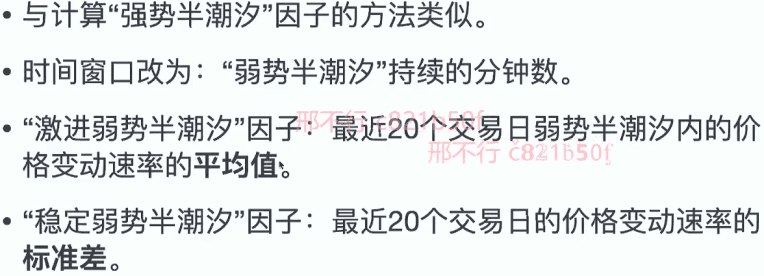 • 与计算“强势半潮汐”因子的方法类似。
• 时间窗口改为：“弱势半潮汐”持续的分钟数。
• “激进弱势半潮汐”因子：最近20个交易日弱势半潮汐内的价
格变动速率的平均值。
邢不行 c821b50f
邢不行 c821b50f
• “稳定弱势半潮汐”因子：最近20个交易日的价格变动速率的
标准差。